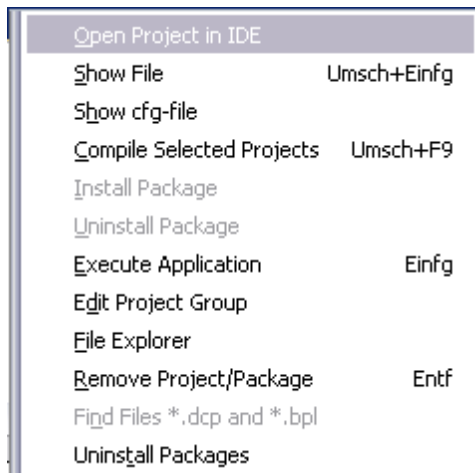 Open Project in IDE
Show File Umsch+Einfg
Show cfg-file
Compile Selected Projects Umsch+F9
Install Package
Uninstall Package
Execute Application Einfg
Edit Project Group
File Explorer
Remove Project/Package Entf
Find Files *.dcp and *.bpl
Uninstall Packages